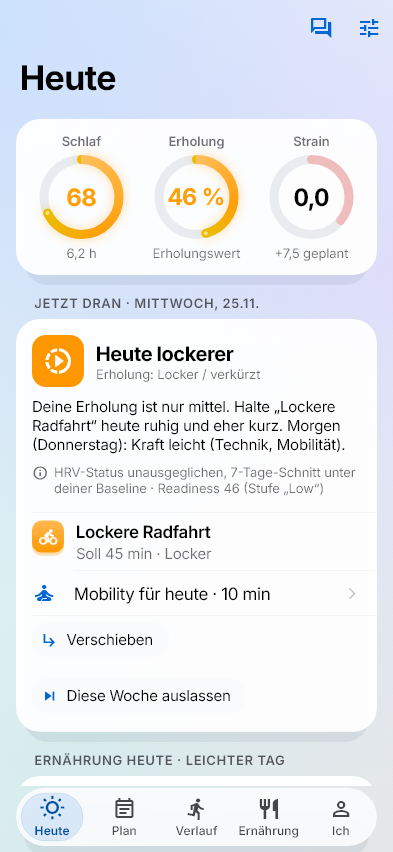 Heute
Schlaf Erholung Strain
68 46 % 0,0
6,2 h Erholungswert +7,5 geplant
JETZT DRAN · MITTWOCH, 25.11.
Heute lockerer
Erholung: Locker / verkürzt
Deine Erholung ist nur mittel. Halte „Lockere
Radfahrt“ heute ruhig und eher kurz. Morgen
(Donnerstag): Kraft leicht (Technik, Mobilität).
HRV-Status unausgeglichen, 7-Tage-Schnitt unter
deiner Baseline · Readiness 46 (Stufe „Low“)
Lockere Radfahrt
Soll 45 min · Locker
Mobility für heute · 10 min
Verschieben
Diese Woche auslassen
ERNÄHRUNG HEUTE · LEICHTER TAG
Heute Plan Verlauf Ernährung Ich